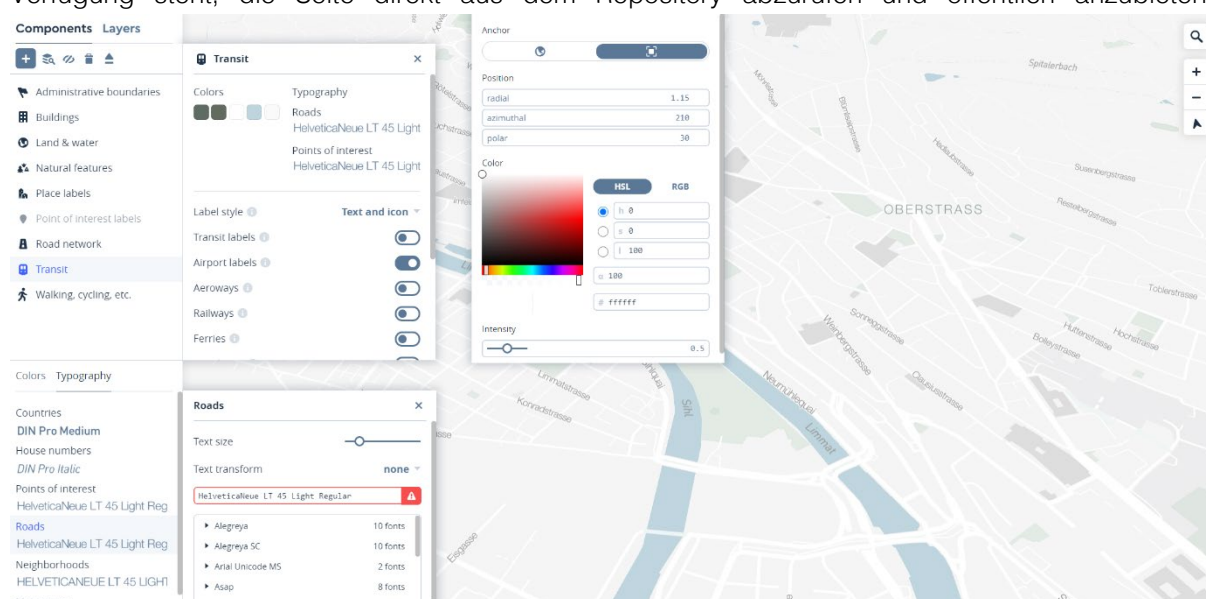 Verfügung steht, die Seite direkt aus dem Repository abzurufen und öffentlich anzubieten
Components Layers
Administrative boundaries
Buildings
Land & water
Natural features
Place labels
Point of interest labels
Road network
Transit
Walking, cycling, etc.
Colors Typography
Countries
DIN Pro Medium
House numbers
DIN Pro Italic
Points of interest
HelveticaNeue LT 45 Light Reg
Roads
HelveticaNeue LT 45 Light Reg
Neighborhoods
HELVETICANEUE LT 45 LIGHT
Transit
Colors
Typography
Roads
HelveticaNeue LT 45 Light
Points of interest
HelveticaNeue LT 45 Light
Label style Text and icon
Transit labels
Airport labels
Aeroways
Railways
Ferries
Roads
Text size
Text transform none
HelveticaNeue LT 45 Light Regular
Alegreya 10 fonts
Alegreya SC 10 fonts
Arial Unicode MS 2 fonts
Asap 8 fonts
Anchor
Position
radial 1.15
azimuthal 210
polar 30
Color
HSL RGB
h 0
s 0
l 100
α 100
# ffffff
Intensity
0.5
Spitalerbach
Möhrlistrasse
Blümlisalpstrasse
Hadlaubstrasse
Susenbergstrasse
Resselbergstrasse
OBERSTRASS
Toblerstrasse
Sonneggstrasse
Weinbergstrasse
Huttenstrasse
Hochstrasse
Bolleystrasse
Clausiusstrasse
Neumühlequai
Limmatstrasse
Konradstrasse
Sihlquai
Sihl
Limmat
Esgasse